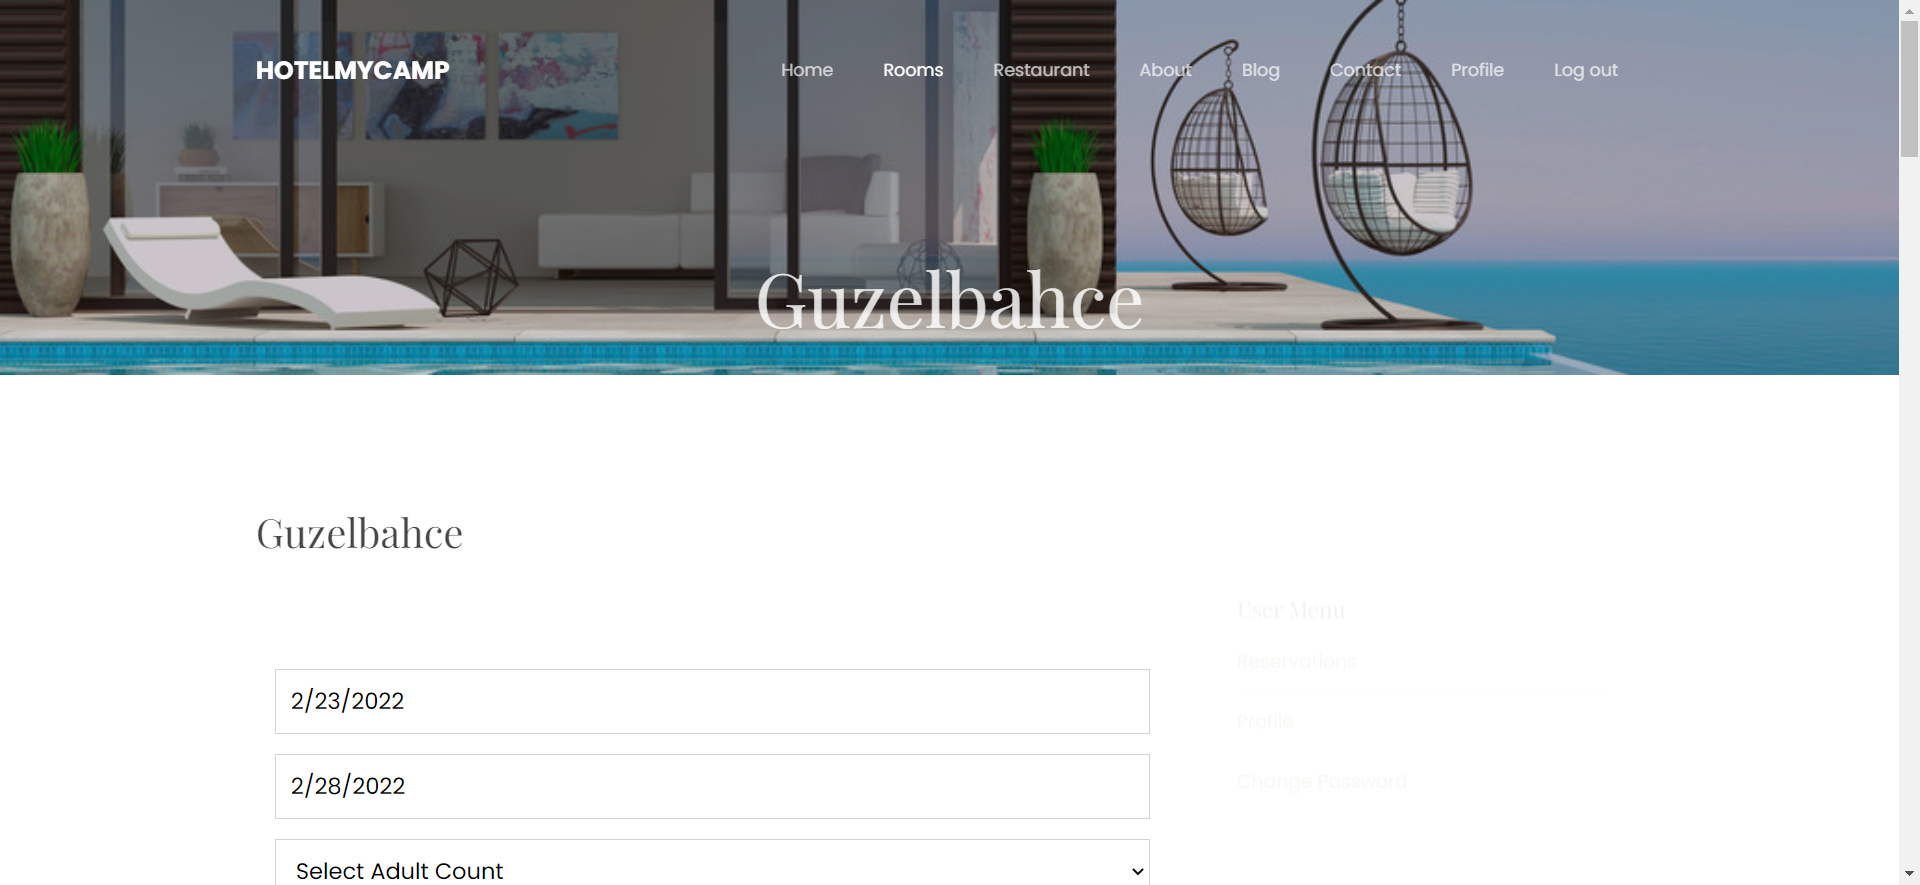 HOTELMYCAMP
Home Rooms Restaurant About Blog Contact Profile Log out
Guzelbahce
Guzelbahce
User Menu
Reservations
Profile
Change Password
2/23/2022
2/28/2022
Select Adult Count